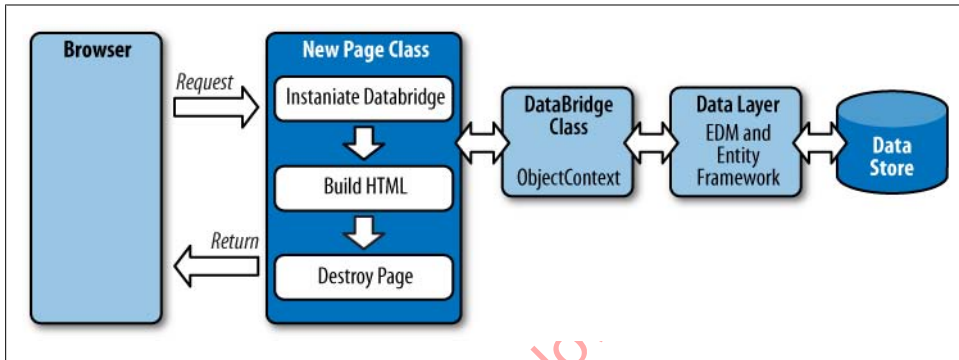 Browser
Request
Return
New Page Class
Instaniate Databridge
Build HTML
Destroy Page
DataBridge
Class
ObjectContext
Data Layer
EDM and
Entity
Framework
Data
Store